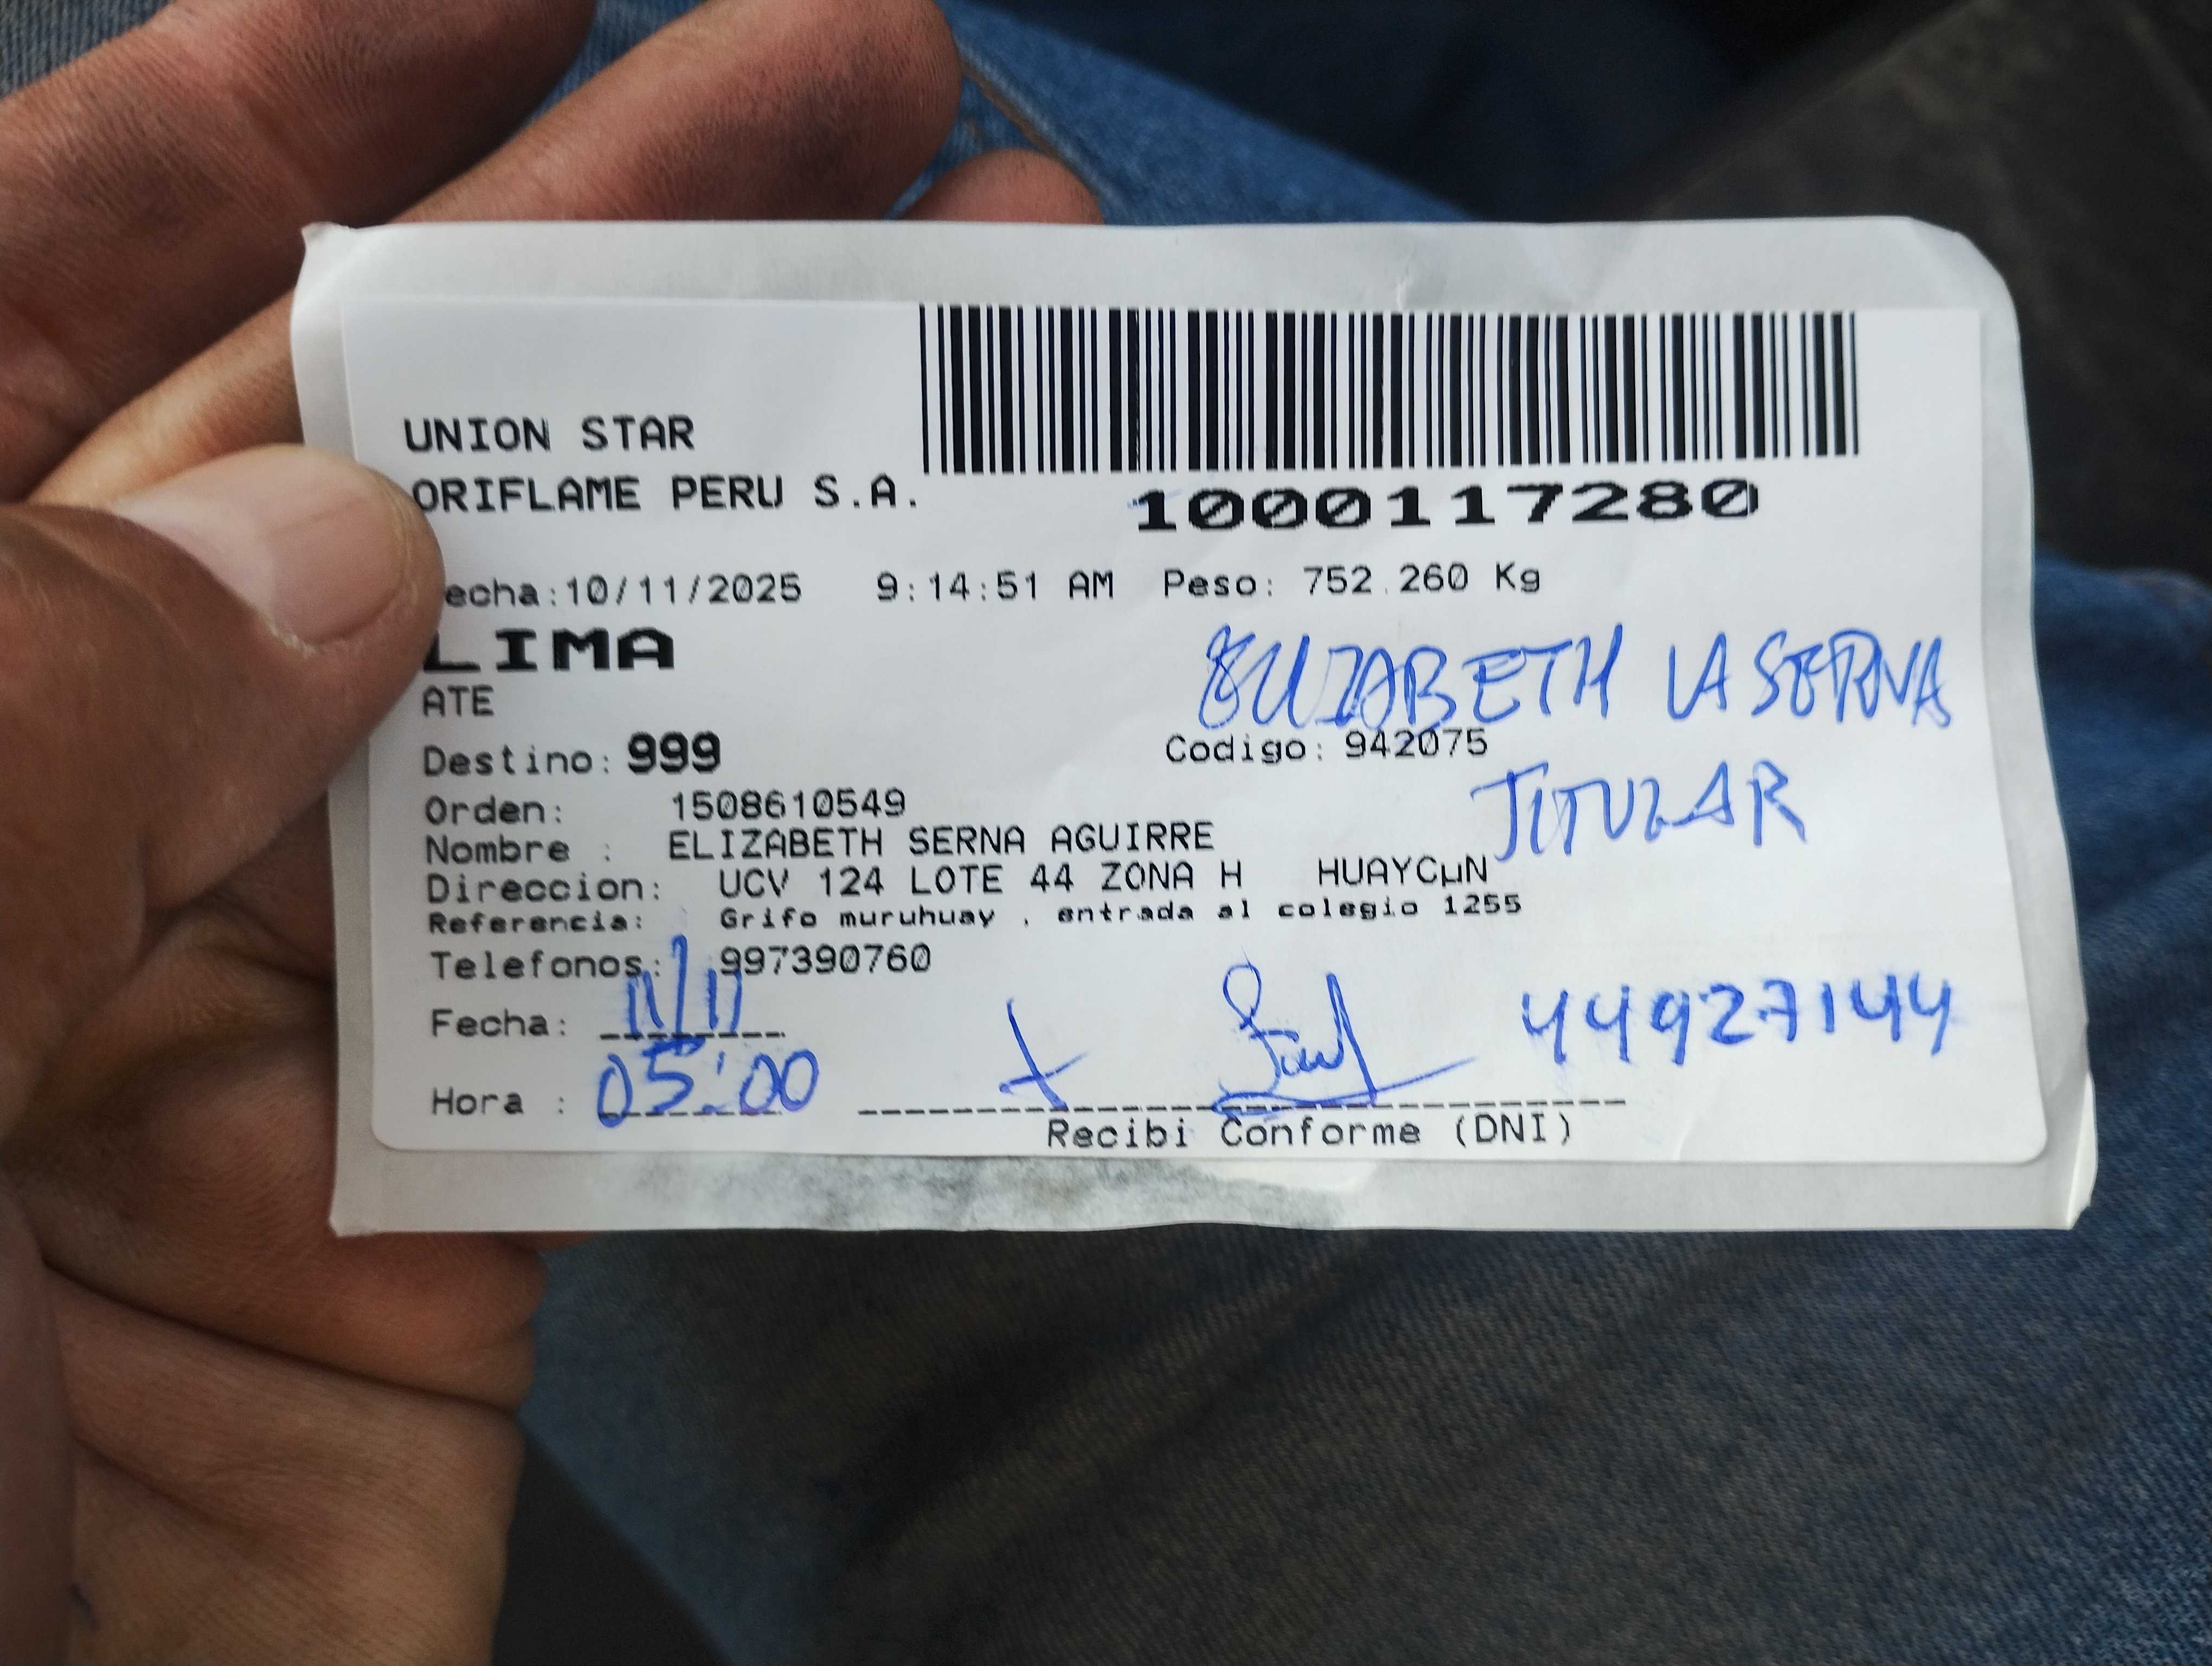 UNION STAR
ORIFLAME PERU S.A.
1000117280
echa:10/11/2025 9:14:51 AM Peso: 752.260 Kg
LIMA
ELIZABETH LA SERNA
ATE
Destino: 999 Codigo: 942075
TITULAR
Orden: 1508610549
Nombre : ELIZABETH SERNA AGUIRRE
Direccion: UCV 124 LOTE 44 ZONA H HUAYCµN
Referencia: Grifo muruhuay , entrada al colegio 1255
Telefonos: 997390760
Fecha: 11/11
44927144
Hora : 05:00
Recibi Conforme (DNI)